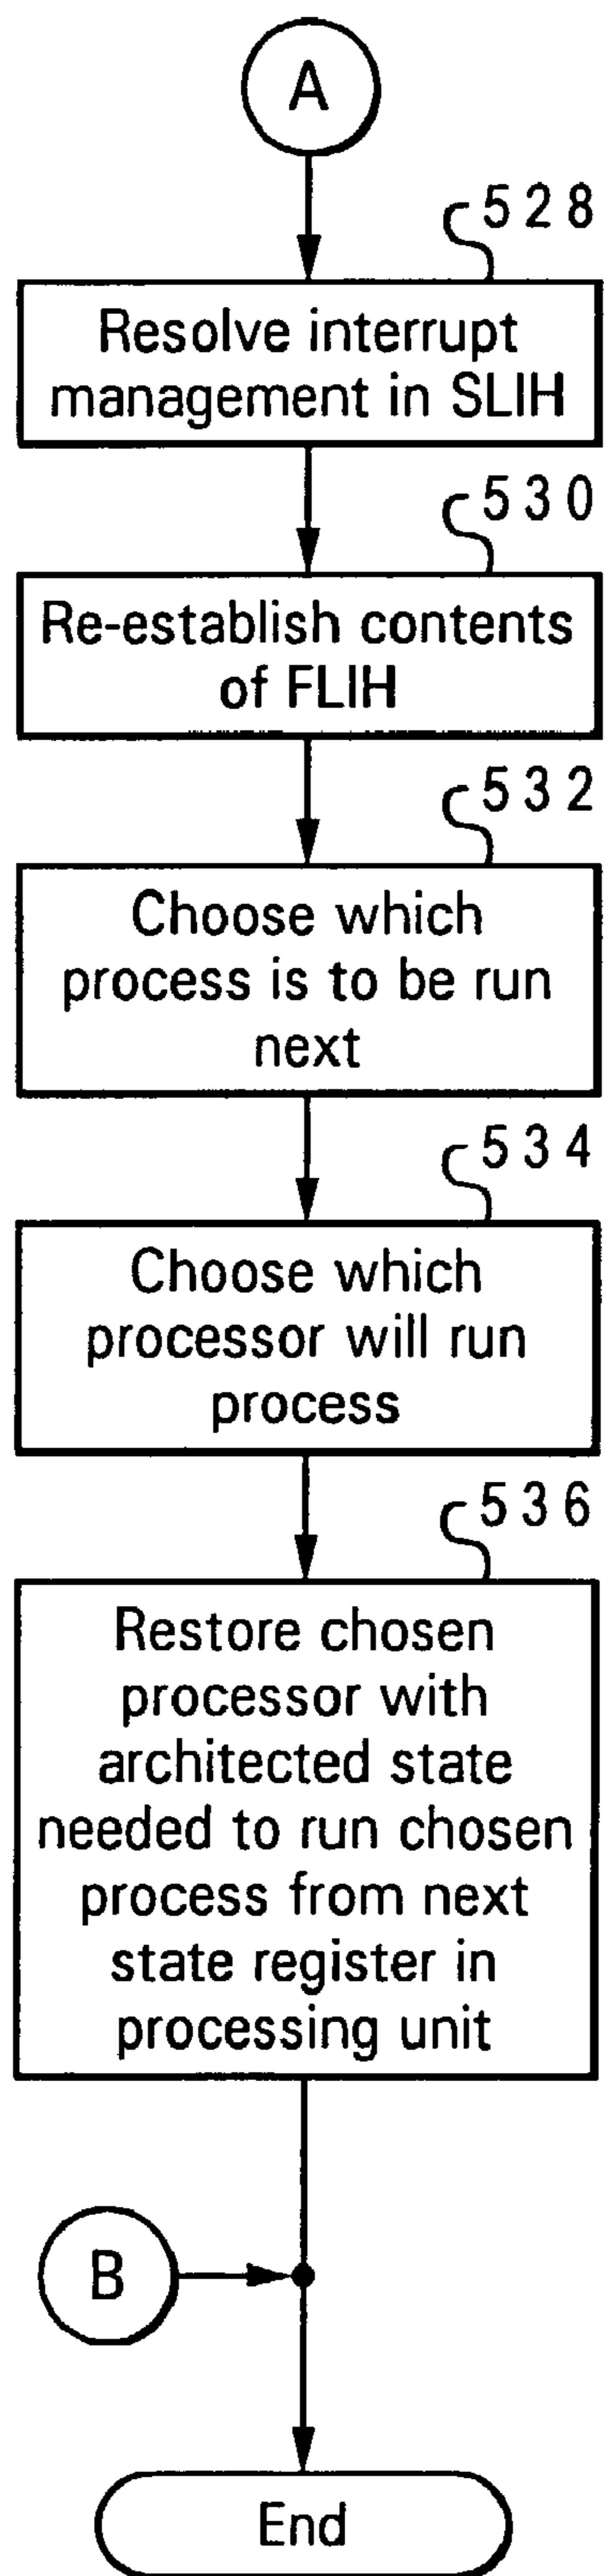 A
528
Resolve interrupt
management in SLIH
530
Re-establish contents
of FLIH
532
Choose which
process is to be run
next
534
Choose which
processor will run
process
536
Restore chosen
processor with
architected state
needed to run chosen
process from next
state register in
processing unit
B
End